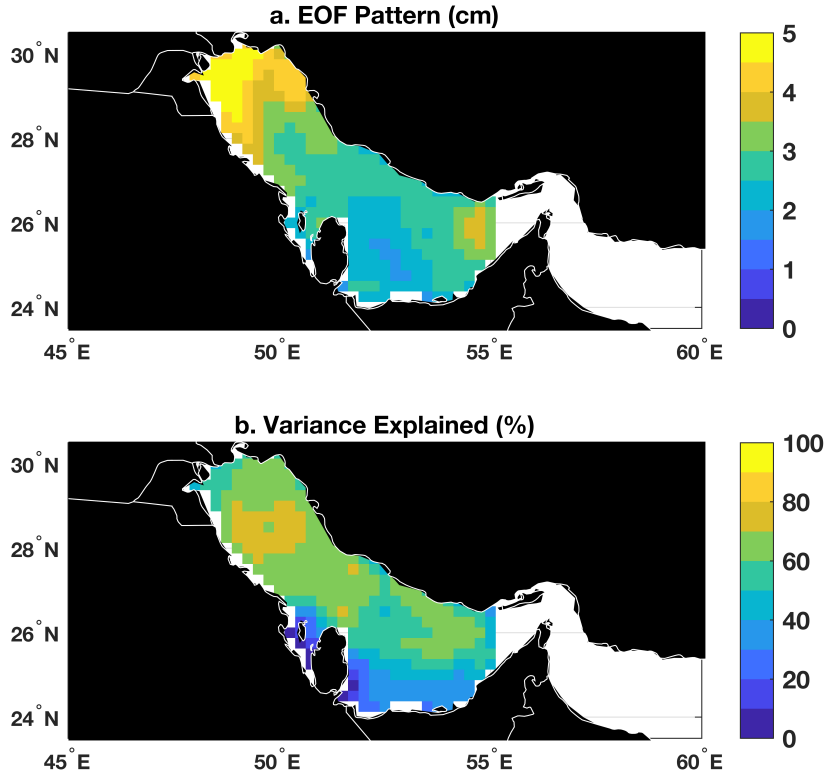 a. EOF Pattern (cm)
30° N
28° N
26° N
24° N
45° E
50° E
55° E
60° E
5
4
3
2
1
0
b. Variance Explained (%)
30° N
28° N
26° N
24° N
45° E
50° E
55° E
60° E
100
80
60
40
20
0